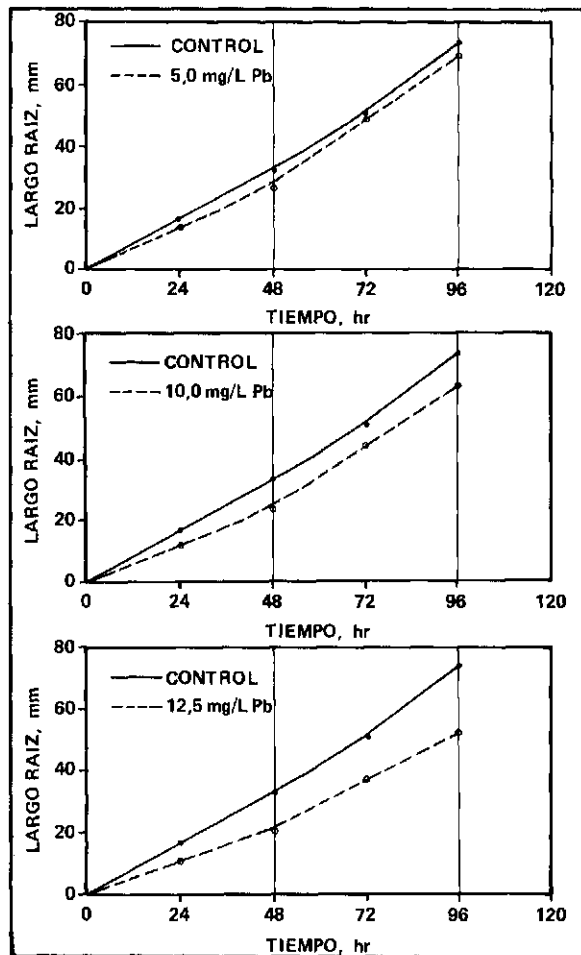 80
60
40
20
0
LARGO RAIZ, mm
CONTROL
5,0 mg/L Pb
0 24 48 72 96 120
TIEMPO, hr
80
60
40
20
0
LARGO RAIZ, mm
CONTROL
10,0 mg/L Pb
0 24 48 72 96 120
TIEMPO, hr
80
60
40
20
0
LARGO RAIZ, mm
CONTROL
12,5 mg/L Pb
0 24 48 72 96 120
TIEMPO, hr